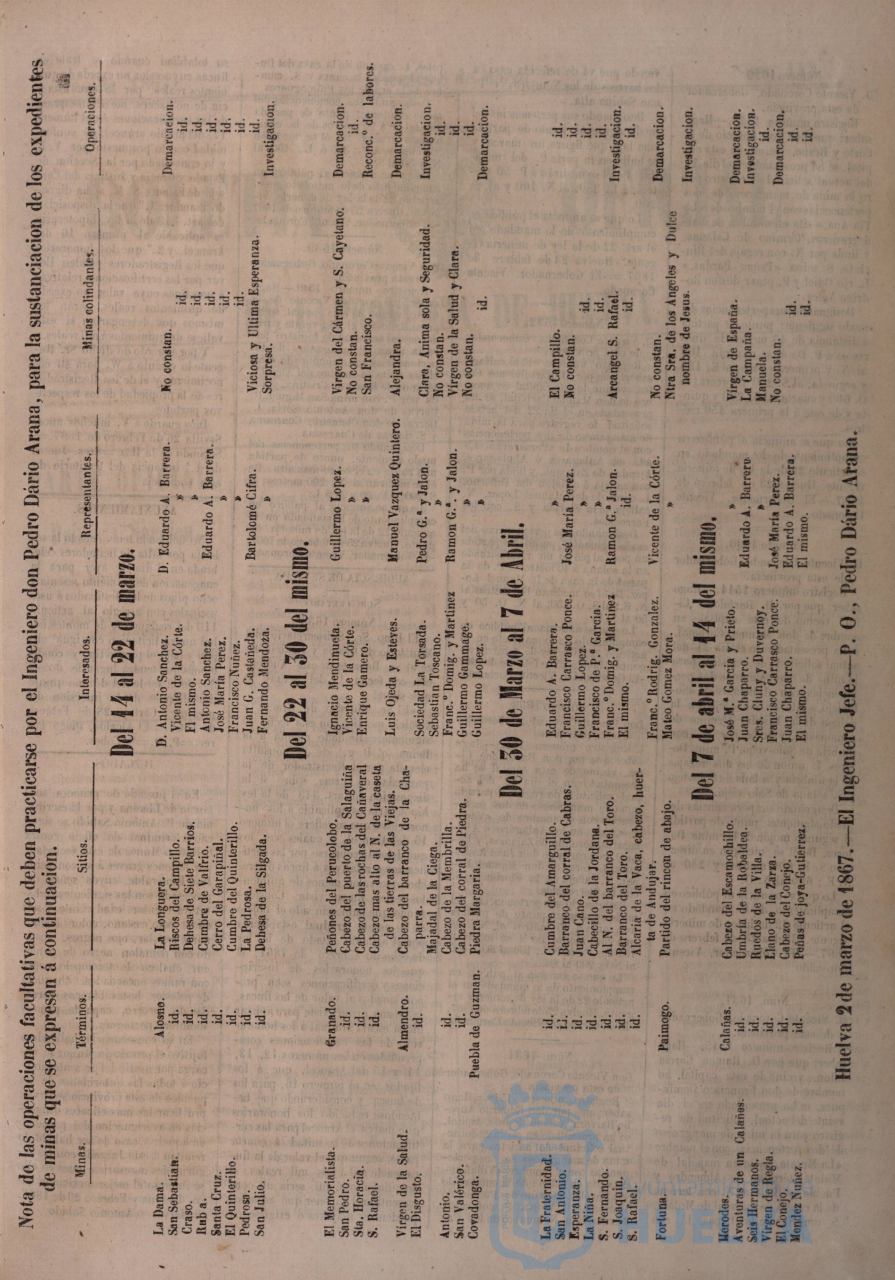 Nota de las operaciones facultativas que deben practicarse por el Ingeniero don Pedro Dário Arana, para la sustanciacion de los expedientes
de minas que se expresan á continuacion.
Minas. Términos. Sitios. Interesados. Representantes. Minas colindantes. Operaciones.
Del 14 al 22 de marzo.
La Dama. Alosno. La Longuera. D. Antonio Sanchez. D. Eduardo A. Barrera. No constan. Demarcacion.
San Sebastian. id. Riscos del Campillo. Vicente de la Córte. » id. id.
Craso. id. Dehesa de Siete Barrios. El mismo. » id. id.
Rub a. id. Cumbre de Valfrio. Antonio Sanchez. Eduardo A. Barrera. id. id.
Santa Cruz. id. Cerro del Garapiñal. José María Perez. » id. id.
El Quinterillo. id. Cumbre del Quinterillo. Francisco Nuñez. » id. id.
Pedrosa. id. La Pedrosa. Juan G. Castañeda. Bartolomé Cifra. Viciosa y Ultima Esperanza. id.
San Julio. id. Dehesa de la Silgada. Fernando Mendoza. » Sorpresa. Investigacion.
Del 22 al 30 del mismo.
El Memorialista. Granado. Peñones del Perucolobo. Ignacio Mendinueta. Guillermo Lopez. Virgen del Cármen y S. Cayetano. Demarcacion.
San Pedro. id. Cabezo del puerto de la Salaguiña Vicente de la Córte. » No constan. id.
Sta. Horacia. id. Cabezo de las rochas del Cañaveral Enrique Gamero. » San Francisco. Reconc.º de labores.
S. Rafael. id. Cabezo mas alto al N. de la caseta
de las tierras de las Viejas. Luis Ojeda y Esteves. Manuel Vazquez Quintero. Alejandra. Demarcacion.
Virgen de la Salud. Almendro. Cabezo del barranco de la Cha-
parra. Sociedad La Torsada. Pedro G.ª y Jalon. Clara, Anima sola y Seguridad. Investigacion.
El Disgusto. id. Majadal de la Ciega. Sebastian Toscano. » No constan. id.
Antonio. id. Cabezo de la Membrilla. Franc.º Domig. y Martinez Ramon G.ª. y Jalon. Virgen de la Salud y Clara. id.
San Valérico. id. Cabezo del corral de Piedra. Guillermo Gammage. » No constan. id.
Covadonga. Puebla de Guzman. Piedra Margaría. Guillermo Lopez. » id. Demarcacion.
Del 30 de Marzo al 7 de Abril.
La Fraternidad. id. Cumbre del Amarguillo. Eduardo A. Barrera. » El Campillo. id.
San Antonio. id. Barranco del corral de Cabras. Francisco Carrasco Ponce. José María Perez. No constan. id.
Esperanza. id. Juan Cano. Guillermo Lopez. » id. id.
La Niña. id. Cabecillo de la Jordana. Francisco de P.ª Garcia. » id. id.
S. Fernando. id. Al N. del barranco del Toro. Franc.º Domig. y Martinez Ramon G.ª Jalon. Arcangel S. Rafael. Investigacion.
S. Joaquin. id. Barranco del Toro. El mismo. id. id. id.
S. Rafael. id. Alcaria de la Vaca, cabezo, huer-
ta de Andujar. Franc.º Rodrig. Gonzalez. Vicente de la Córte. No constan. Demarcacion.
Fortuna. Paimogo. Partido del rincon de abajo. Mateo Gomez Mora. » Ntra Sra. de los Angeles y Dulce
nombre de Jesus. Investigacion.
Del 7 de abril al 14 del mismo.
Herodes. Calañas. Cabezo del Escamochillo. José M.ª García y Prieto. » Virgen de España. Demarcacion.
Aventuras de un Calañes. id. Umbría de la Robaldea. Juan Chaparro. Eduardo A. Barrero La Campaña. Investigacion.
Seis Hermanos. id. Ruedos de la Villa. Sres. Cluny y Duvernoy. » Manuela. id.
Virgen de Regla. id. Llano de la Zarza. Francisco Carrasco Ponce. José María Perez. No constan. Demarcacion.
El Conejo. id. Cabezo del Conejo. Juan Chaparro. Eduardo A. Barrera. id. id.
Mendez Nuñez. id. Peñas de joya-Gutierrez. El mismo. El mismo. id. id.
Huelva 2 de marzo de 1867.—El Ingeniero Jefe.—P. O., Pedro Dário Arana.